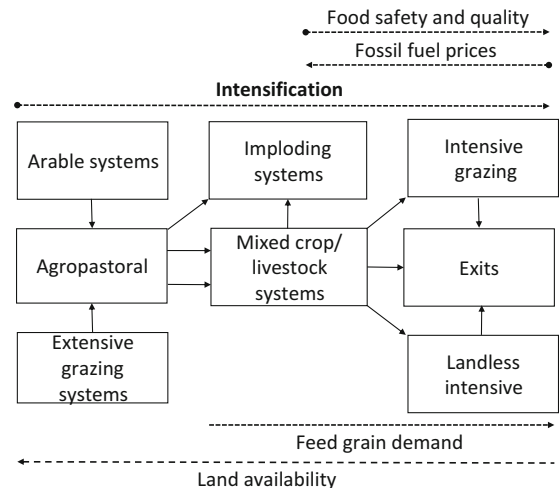 Food safety and quality
Fossil fuel prices
Intensification
Arable systems
Imploding
systems
Intensive
grazing
Agropastoral
Mixed crop/
livestock
systems
Exits
Extensive
grazing
systems
Landless
intensive
Feed grain demand
Land availability